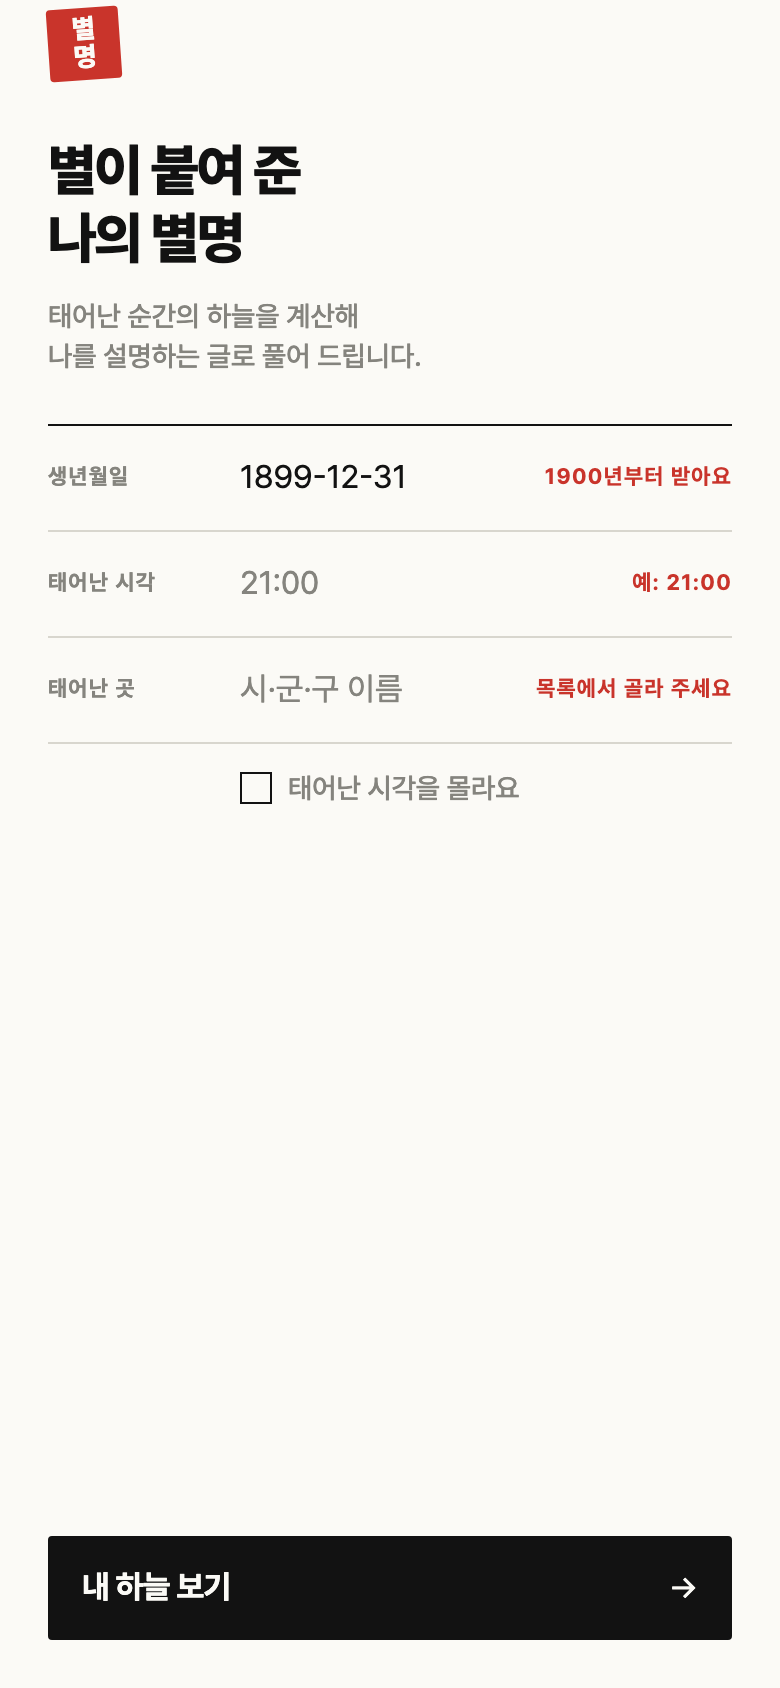 별
명
별이 붙여 준
나의 별명
태어난 순간의 하늘을 계산해
나를 설명하는 글로 풀어 드립니다.
생년월일 1899-12-31 1900년부터 받아요
태어난 시각 21:00 예: 21:00
태어난 곳 시·군·구 이름 목록에서 골라 주세요
태어난 시각을 몰라요
내 하늘 보기 →